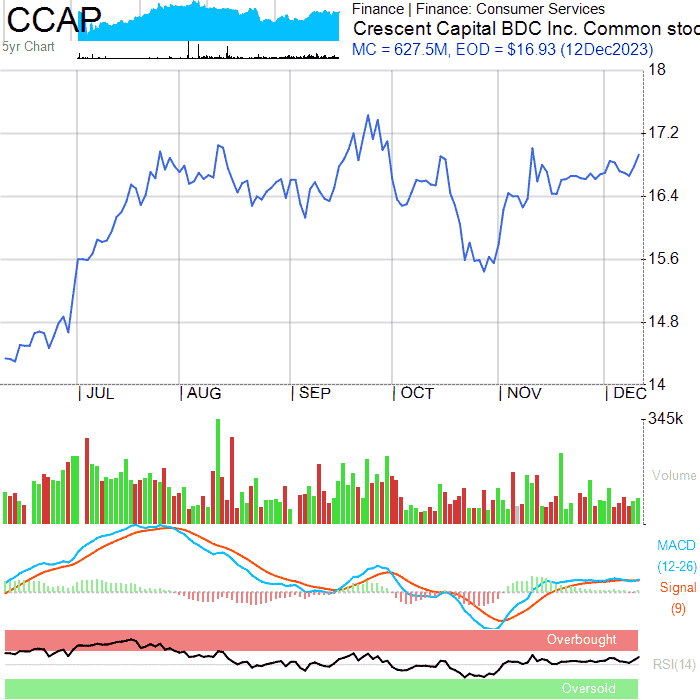 CCAP
5yr Chart
Finance | Finance: Consumer Services
Crescent Capital BDC Inc. Common stoc
MC = 627.5M, EOD = $16.93 (12Dec2023)
18
17.2
16.4
15.6
14.8
14
| JUL | AUG | SEP | OCT | NOV | DEC
345k
Volume
MACD
(12-26)
Signal
(9)
Overbought
RSI(14)
Oversold